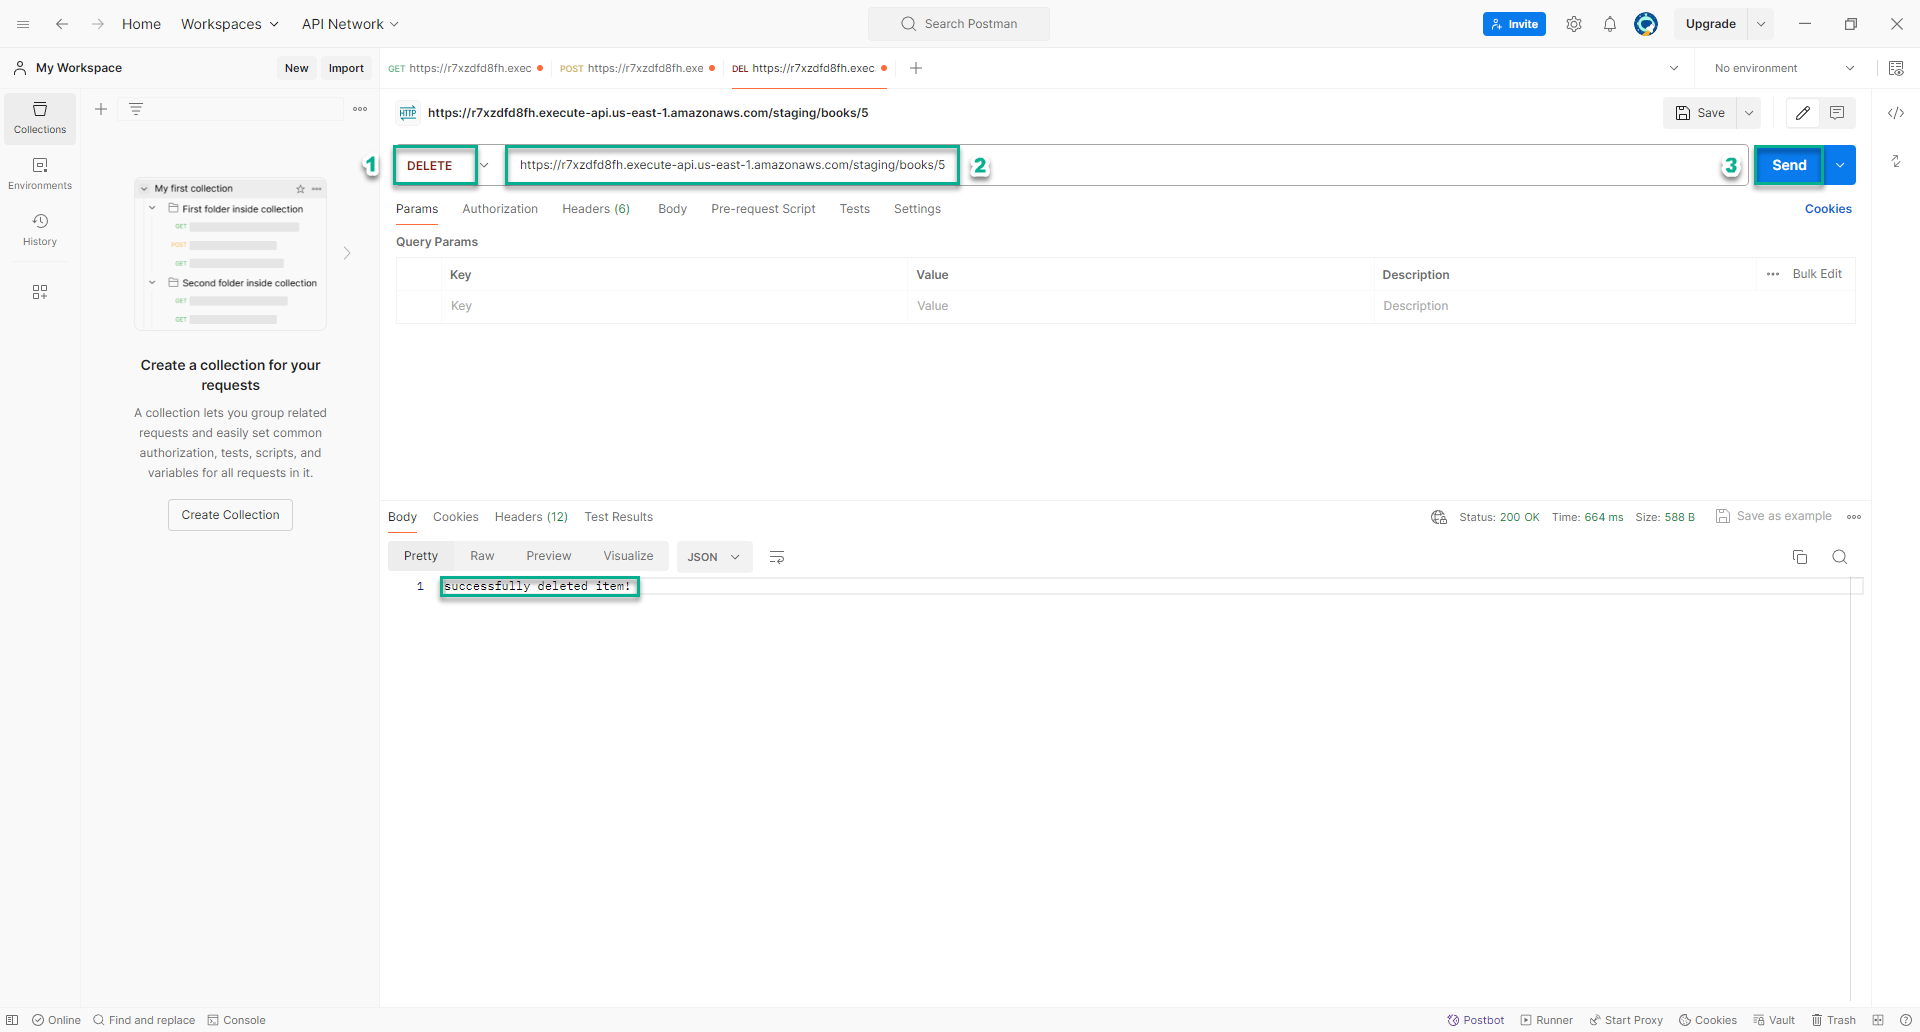 Home Workspaces API Network Search Postman Invite Upgrade
My Workspace New Import GET https://r7xzdfd8fh.exec POST https://r7xzdfd8fh.exe DEL https://r7xzdfd8fh.exec No environment
Collections
HTTP https://r7xzdfd8fh.execute-api.us-east-1.amazonaws.com/staging/books/5 Save
1 DELETE https://r7xzdfd8fh.execute-api.us-east-1.amazonaws.com/staging/books/5 2 3 Send
Environments
History
Params Authorization Headers (6) Body Pre-request Script Tests Settings Cookies
Query Params
Key Value Description Bulk Edit
Key Value Description
My first collection
First folder inside collection
GET
POST
GET
Second folder inside collection
GET
GET
Create a collection for your
requests
A collection lets you group related
requests and easily set common
authorization, tests, scripts, and
variables for all requests in it.
Create Collection
Body Cookies Headers (12) Test Results Status: 200 OK Time: 664 ms Size: 588 B Save as example
Pretty Raw Preview Visualize JSON
1 successfully deleted item!
Online Find and replace Console Postbot Runner Start Proxy Cookies Vault Trash